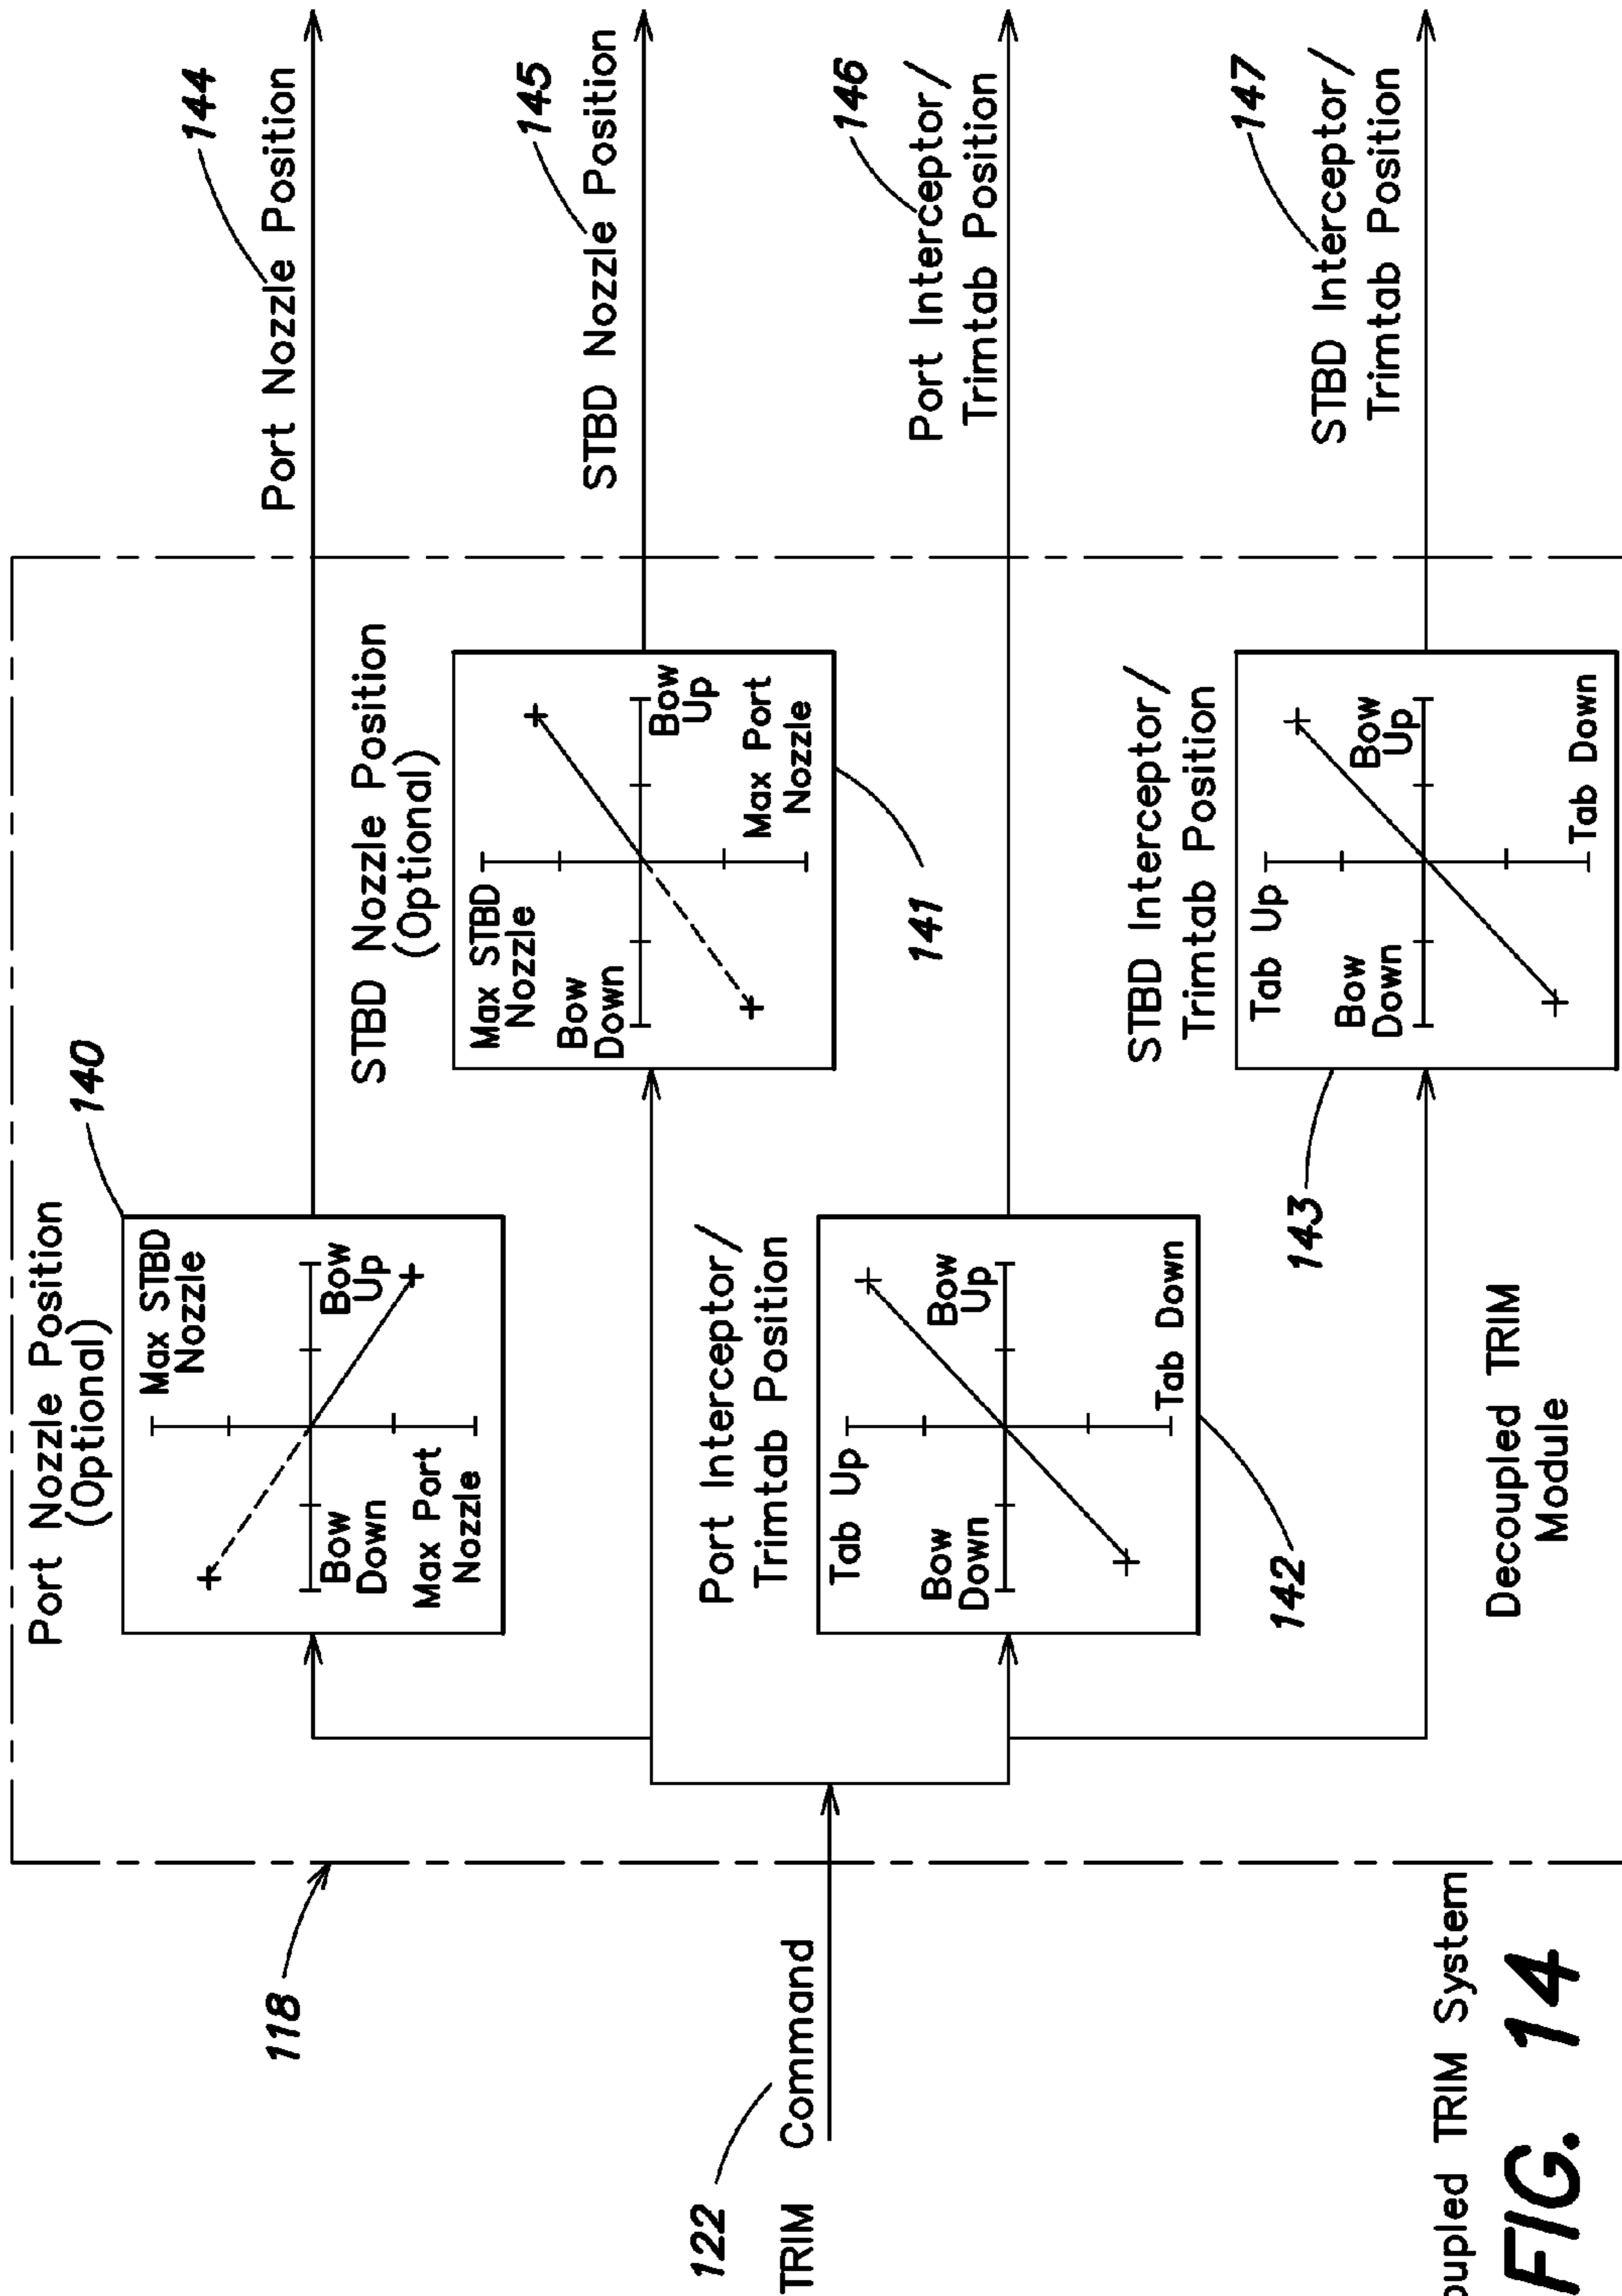 118
Port Nozzle Position
(Optional)
140
Max STBD
Nozzle
Bow
Up
Bow
Down
Max Port
Nozzle
144
Port Nozzle Position
STBD Nozzle Position
(Optional)
Max STBD
Nozzle
Bow
Down
Bow
Up
Max Port
Nozzle
141
145
STBD Nozzle Position
122
TRIM Command
Port Interceptor/
Trimtab Position
Tab Up
Bow
Down
Bow
Up
Tab Down
142
146
Port Interceptor/
Trimtab Position
STBD Interceptor/
Trimtab Position
Tab Up
Bow
Down
Bow
Up
Tab Down
143
147
STBD Interceptor/
Trimtab Position
Decoupled TRIM
Module
oupled TRIM System
FIG. 14